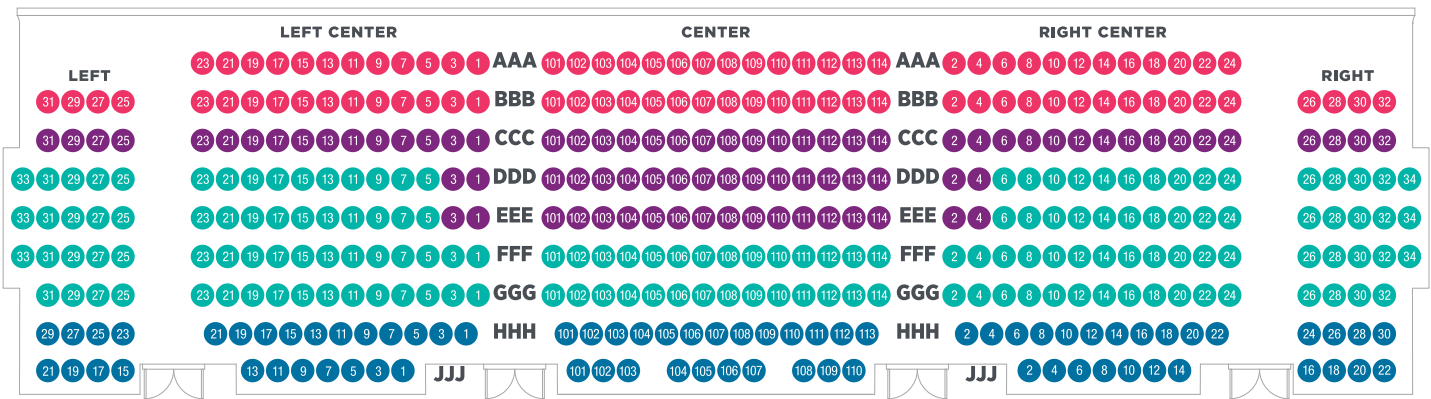 LEFT CENTER CENTER RIGHT CENTER
23 21 19 17 15 13 11 9 7 5 3 1 AAA 101 102 103 104 105 106 107 108 109 110 111 112 113 114 AAA 2 4 6 8 10 12 14 16 18 20 22 24
LEFT RIGHT
31 29 27 25 23 21 19 17 15 13 11 9 7 5 3 1 BBB 101 102 103 104 105 106 107 108 109 110 111 112 113 114 BBB 2 4 6 8 10 12 14 16 18 20 22 24 26 28 30 32
31 29 27 25 23 21 19 17 15 13 11 9 7 5 3 1 CCC 101 102 103 104 105 106 107 108 109 110 111 112 113 114 CCC 2 4 6 8 10 12 14 16 18 20 22 24 26 28 30 32
33 31 29 27 25 23 21 19 17 15 13 11 9 7 5 3 1 DDD 101 102 103 104 105 106 107 108 109 110 111 112 113 114 DDD 2 4 6 8 10 12 14 16 18 20 22 24 26 28 30 32 34
33 31 29 27 25 23 21 19 17 15 13 11 9 7 5 3 1 EEE 101 102 103 104 105 106 107 108 109 110 111 112 113 114 EEE 2 4 6 8 10 12 14 16 18 20 22 24 26 28 30 32 34
33 31 29 27 25 23 21 19 17 15 13 11 9 7 5 3 1 FFF 101 102 103 104 105 106 107 108 109 110 111 112 113 114 FFF 2 4 6 8 10 12 14 16 18 20 22 24 26 28 30 32 34
31 29 27 25 23 21 19 17 15 13 11 9 7 5 3 1 GGG 101 102 103 104 105 106 107 108 109 110 111 112 113 114 GGG 2 4 6 8 10 12 14 16 18 20 22 24 26 28 30 32
29 27 25 23 21 19 17 15 13 11 9 7 5 3 1 HHH 101 102 103 104 105 106 107 108 109 110 111 112 113 HHH 2 4 6 8 10 12 14 16 18 20 22 24 26 28 30
21 19 17 15 13 11 9 7 5 3 1 JJJ 101 102 103 104 105 106 107 108 109 110 JJJ 2 4 6 8 10 12 14 16 18 20 22